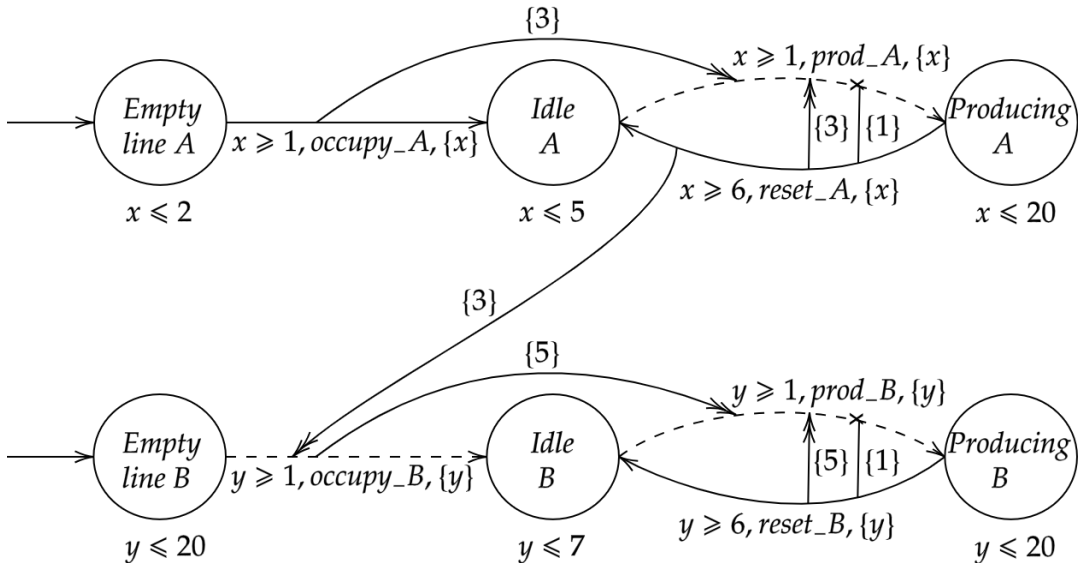 {3}
x ⩾ 1, prod_A, {x}
Empty
line A
Idle
A
Producing
A
{3}
{1}
x ⩾ 1, occupy_A, {x}
x ⩾ 6, reset_A, {x}
x ⩽ 2
x ⩽ 5
x ⩽ 20
{3}
{5}
y ⩾ 1, prod_B, {y}
Empty
line B
Idle
B
Producing
B
{5}
{1}
y ⩾ 1, occupy_B, {y}
y ⩾ 6, reset_B, {y}
y ⩽ 20
y ⩽ 7
y ⩽ 20